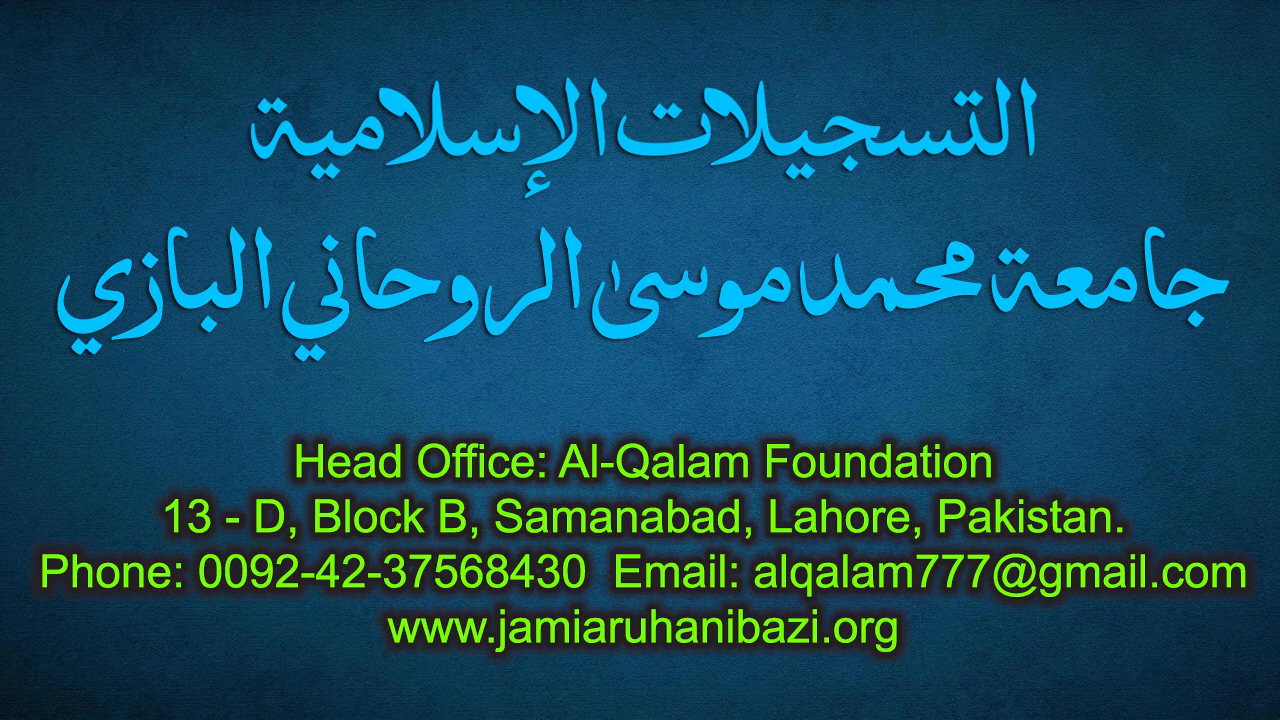 التسجيلات الإسلامية
جامعة محمد موسىٰ الروحاني البازي
Head Office: Al-Qalam Foundation
13 - D, Block B, Samanabad, Lahore, Pakistan.
Phone: 0092-42-37568430  Email: alqalam777@gmail.com
www.jamiaruhanibazi.org